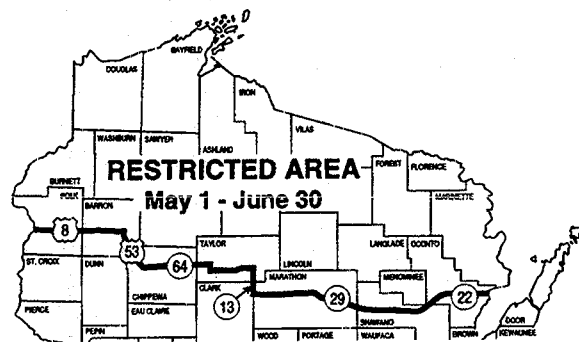 BAYFIELD
DOUGLAS
IRON
VILAS
WASHBURN SAWYER
ASHLAND
RESTRICTED AREA
May 1 - June 30
FOREST
FLORENCE
BURNETT
POLK
BARRON
MARINETTE
8
53
64
TAYLOR
LINCOLN
LANGLADE
OCONTO
ST. CROIX
DUNN
CHIPPEWA
CLARK
MARATHON
MENOMINEE
13
29
22
PIERCE
EAU CLAIRE
PEPIN
WOOD
PORTAGE
SHAWANO
WAUPACA
BROWN
DOOR
KEWAUNEE